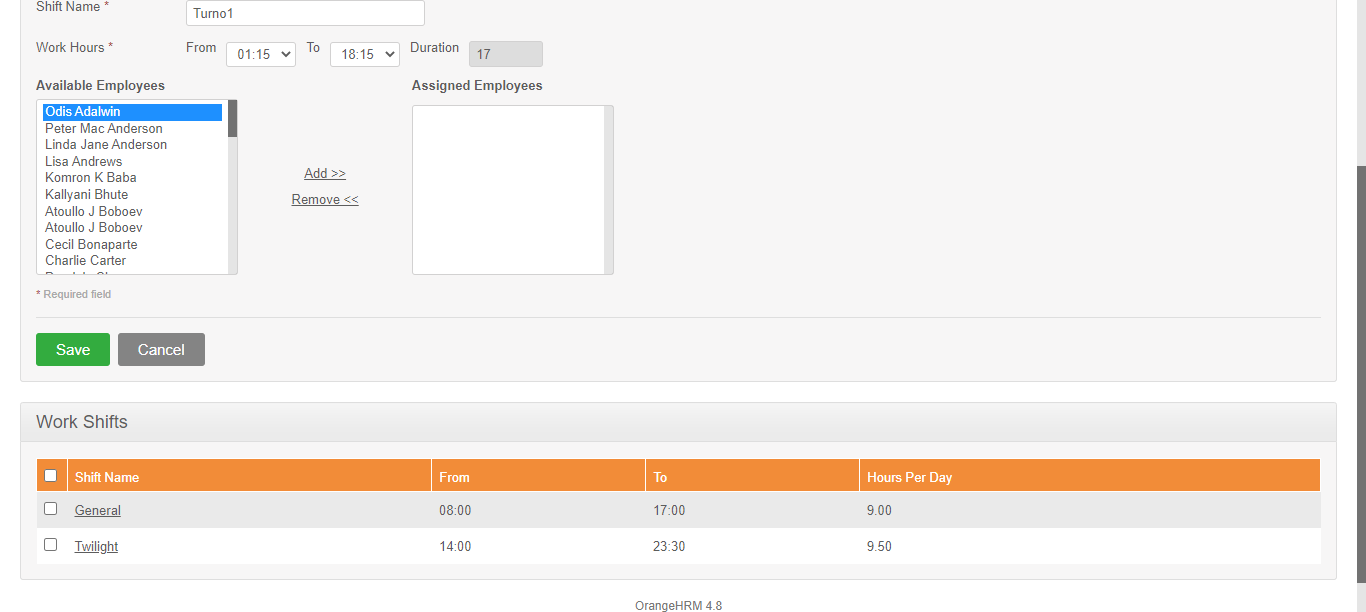 Shift Name *
Turno1
Work Hours *
From
01:15
To
18:15
Duration
17
Available Employees
Assigned Employees
Odis Adalwin
Peter Mac Anderson
Linda Jane Anderson
Lisa Andrews
Komron K Baba
Kallyani Bhute
Atoullo J Boboev
Atoullo J Boboev
Cecil Bonaparte
Charlie Carter
Add >>
Remove <<
* Required field
Save
Cancel
Work Shifts
Shift Name From To Hours Per Day
General 08:00 17:00 9.00
Twilight 14:00 23:30 9.50
OrangeHRM 4.8